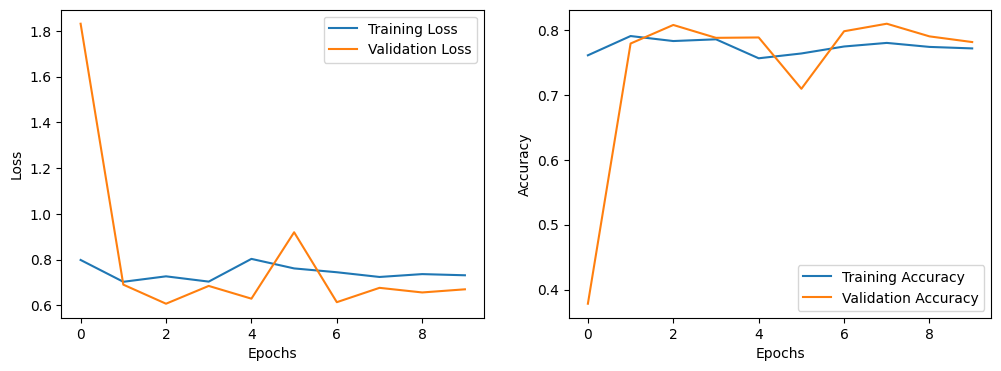 1.8
1.6
1.4
1.2
1.0
0.8
0.6
Loss
0
2
4
6
8
Epochs
Training Loss
Validation Loss
0.8
0.7
0.6
0.5
0.4
Accuracy
0
2
4
6
8
Epochs
Training Accuracy
Validation Accuracy